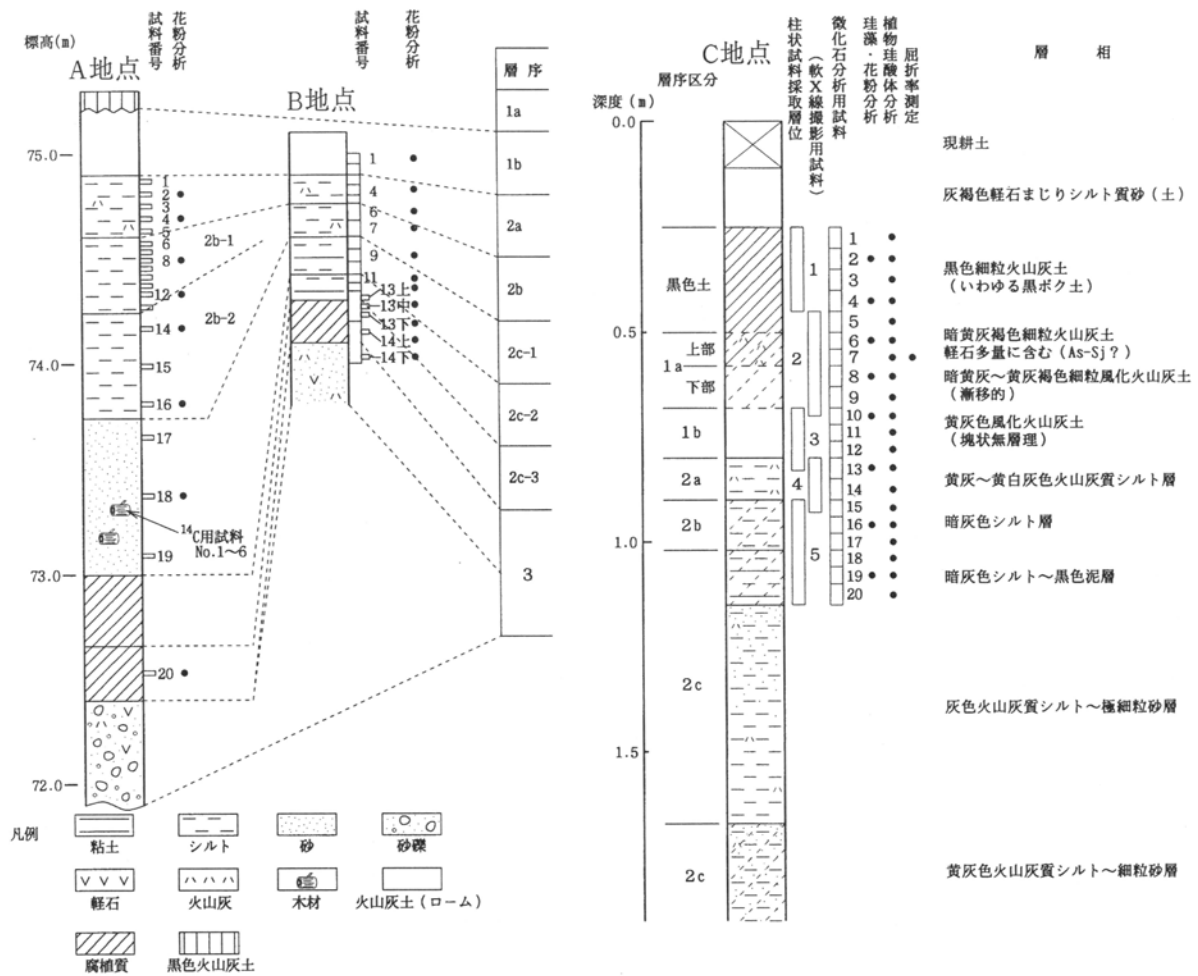 標高(m)
A地点
試料番号
花粉分析
75.0
74.0
73.0
72.0
1
2
3
4
5
6
8
12
14
15
16
17
18
19
20
2b-1
2b-2
¹⁴C用試料
No.1〜6
B地点
試料番号
花粉分析
1
4
6
7
9
11
13上
13中
13下
14上
14下
層序
1a
1b
2a
2b
2c-1
2c-2
2c-3
3
凡例
粘土
シルト
砂
砂礫
軽石
火山灰
木材
火山灰土(ローム)
腐植質
黒色火山灰土
C地点
層序区分
深度(m)
柱状試料採取層位
(軟X線撮影用試料)
微化石分析用試料
珪藻・花粉分析
植物珪酸体分析
屈折率測定
層相
0.0
0.5
1.0
1.5
黒色土
上部
1a
下部
1b
2a
2b
2c
2c
1
2
3
4
5
1
2
3
4
5
6
7
8
9
10
11
12
13
14
15
16
17
18
19
20
現耕土
灰褐色軽石まじりシルト質砂(土)
黒色細粒火山灰土
(いわゆる黒ボク土)
暗黄灰褐色細粒火山灰土
軽石多量に含む(As-Sj?)
暗黄灰〜黄灰褐色細粒風化火山灰土
(漸移的)
黄灰色風化火山灰土
(塊状無層理)
黄灰〜黄白灰色火山灰質シルト層
暗灰色シルト層
暗灰色シルト〜黒色泥層
灰色火山灰質シルト〜極細粒砂層
黄灰色火山灰質シルト〜細粒砂層